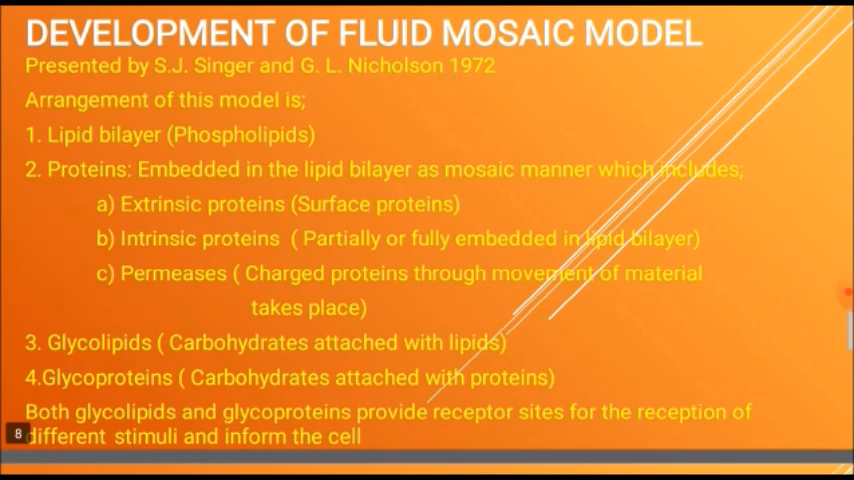 DEVELOPMENT OF FLUID MOSAIC MODEL
Presented by S.J. Singer and G. L. Nicholson 1972
Arrangement of this model is;
1. Lipid bilayer (Phospholipids)
2. Proteins: Embedded in the lipid bilayer as mosaic manner which includes;
a) Extrinsic proteins (Surface proteins)
b) Intrinsic proteins ( Partially or fully embedded in lipid bilayer)
c) Permeases ( Charged proteins through movement of material
takes place)
3. Glycolipids ( Carbohydrates attached with lipids)
4.Glycoproteins ( Carbohydrates attached with proteins)
Both glycolipids and glycoproteins provide receptor sites for the reception of
different stimuli and inform the cell
8